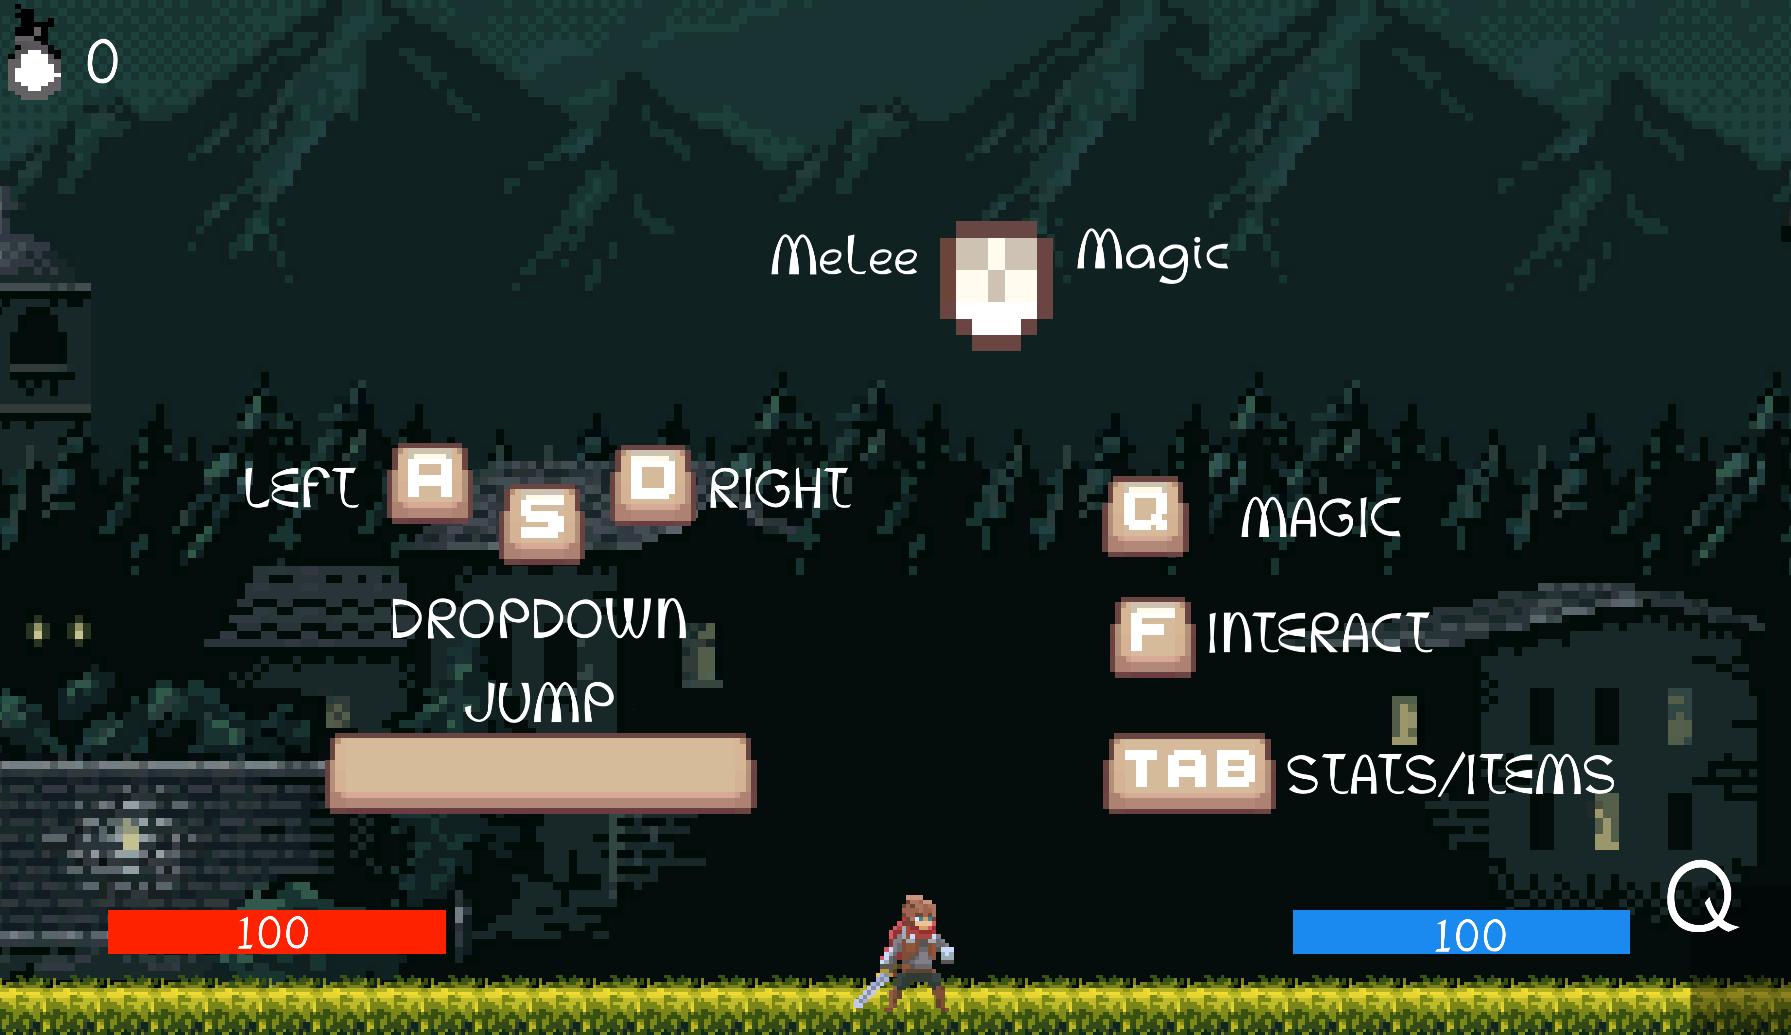 0
Melee Magic
LEFT A S D RIGHT
DROPDOWN
JUMP
Q MAGIC
F INTERACT
TAB STATS/ITEMS
100
100
Q